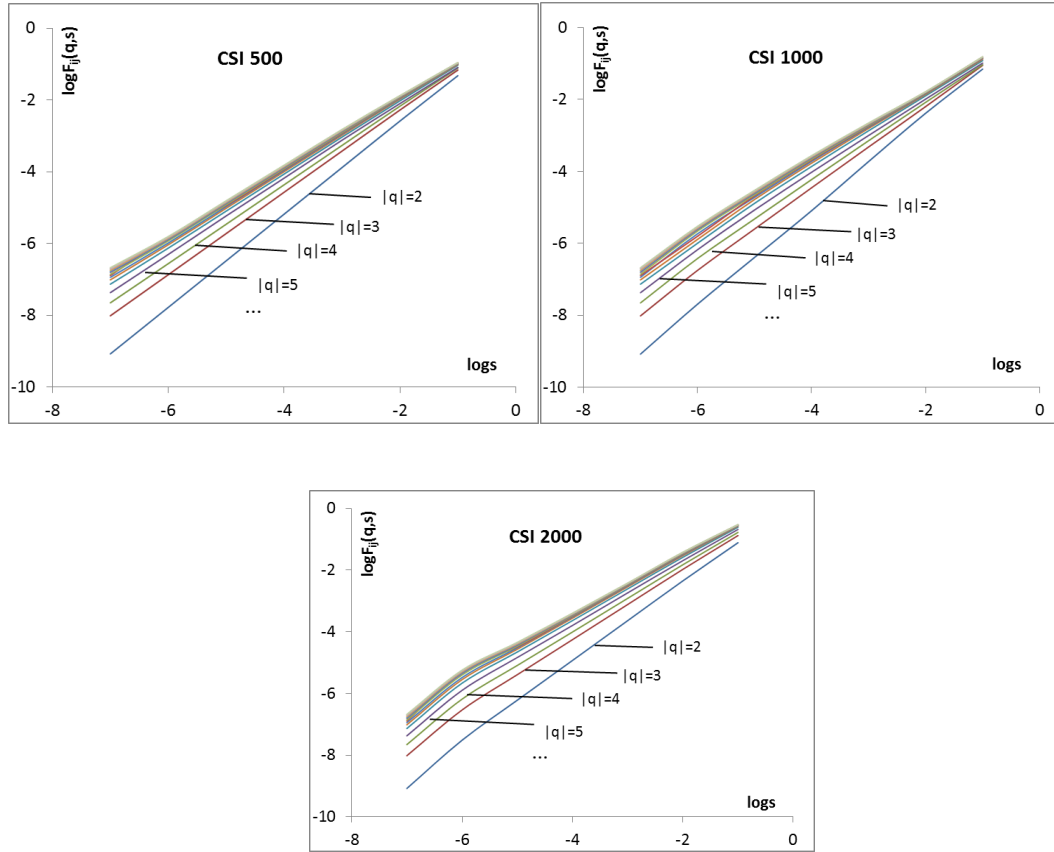 CSI 500
logF_ij(q,s)
0
-2
-4
-6
-8
-10
|q|=2
|q|=3
|q|=4
|q|=5
...
logs
-8
-6
-4
-2
0
CSI 1000
logF_ij(q,s)
0
-2
-4
-6
-8
-10
|q|=2
|q|=3
|q|=4
|q|=5
...
logs
-8
-6
-4
-2
0
CSI 2000
logF_ij(q,s)
0
-2
-4
-6
-8
-10
|q|=2
|q|=3
|q|=4
|q|=5
...
logs
-8
-6
-4
-2
0